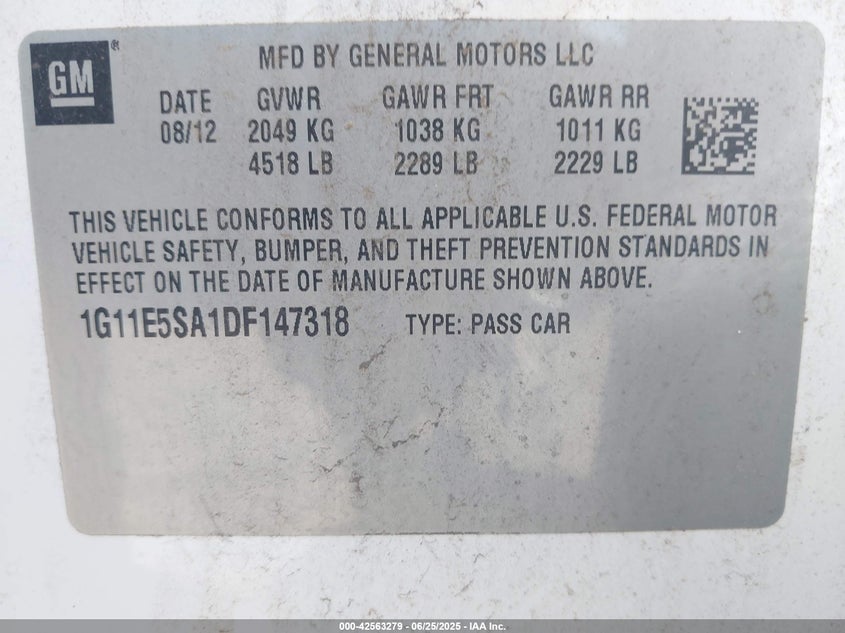 GM®
MFD BY GENERAL MOTORS LLC
DATE GVWR GAWR FRT GAWR RR
08/12 2049 KG 1038 KG 1011 KG
4518 LB 2289 LB 2229 LB
THIS VEHICLE CONFORMS TO ALL APPLICABLE U.S. FEDERAL MOTOR
VEHICLE SAFETY, BUMPER, AND THEFT PREVENTION STANDARDS IN
EFFECT ON THE DATE OF MANUFACTURE SHOWN ABOVE.
1G11E5SA1DF147318 TYPE: PASS CAR
000-42563279 - 06/25/2025 - IAA Inc.